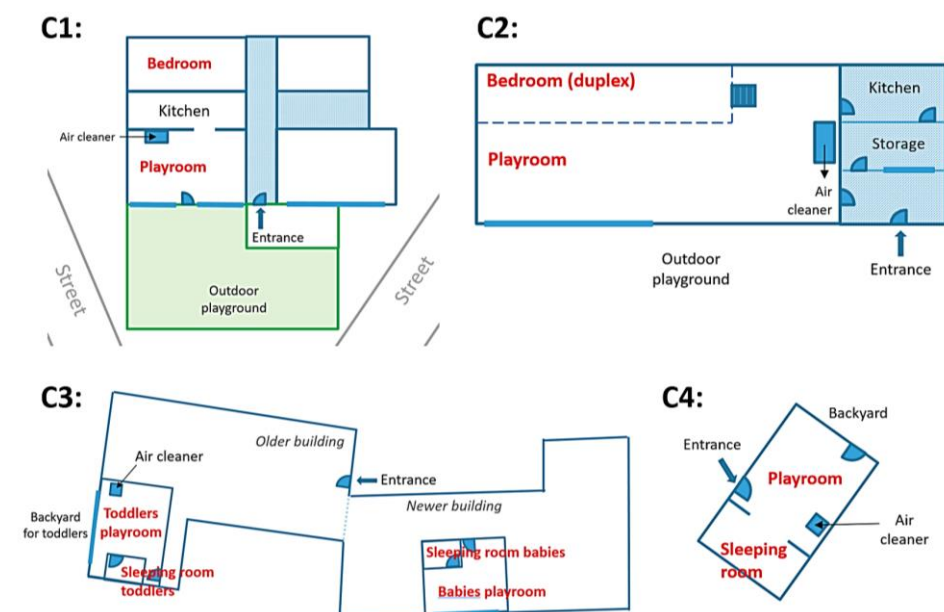 C1:
Bedroom
Kitchen
Air cleaner
Playroom
Entrance
Outdoor
playground
Street
Street
C2:
Bedroom (duplex)
Playroom
Kitchen
Storage
Air
cleaner
Entrance
Outdoor
playground
C3:
Older building
Air cleaner
Entrance
Newer building
Backyard
for toddlers
Toddlers
playroom
Sleeping room
toddlers
Sleeping room babies
Babies playroom
C4:
Backyard
Entrance
Playroom
Air
cleaner
Sleeping
room